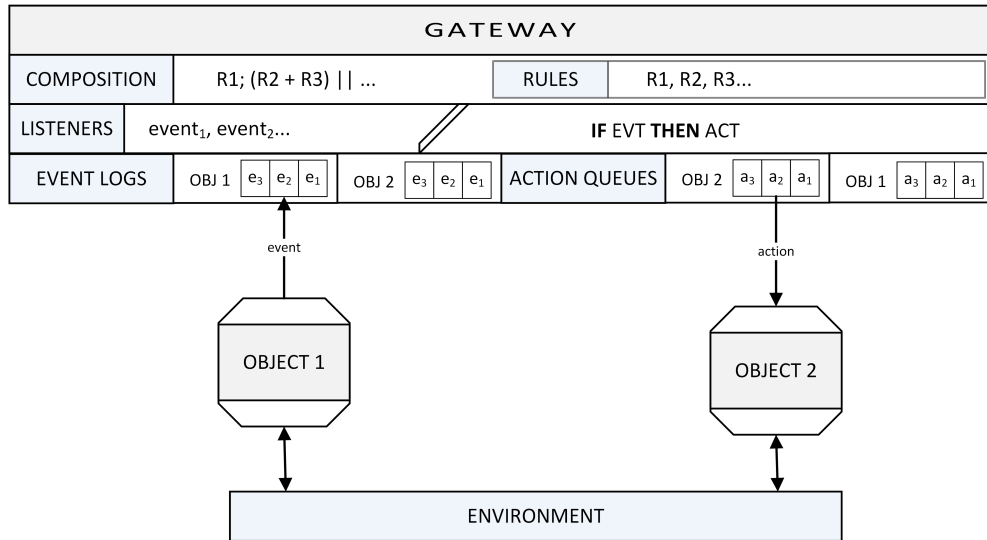 GATEWAY
COMPOSITION R1; (R2 + R3) || ... RULES R1, R2, R3...
LISTENERS event₁, event₂... IF EVT THEN ACT
EVENT LOGS OBJ 1 e₃ e₂ e₁ OBJ 2 e₃ e₂ e₁ ACTION QUEUES OBJ 2 a₃ a₂ a₁ OBJ 1 a₃ a₂ a₁
event action
OBJECT 1 OBJECT 2
ENVIRONMENT